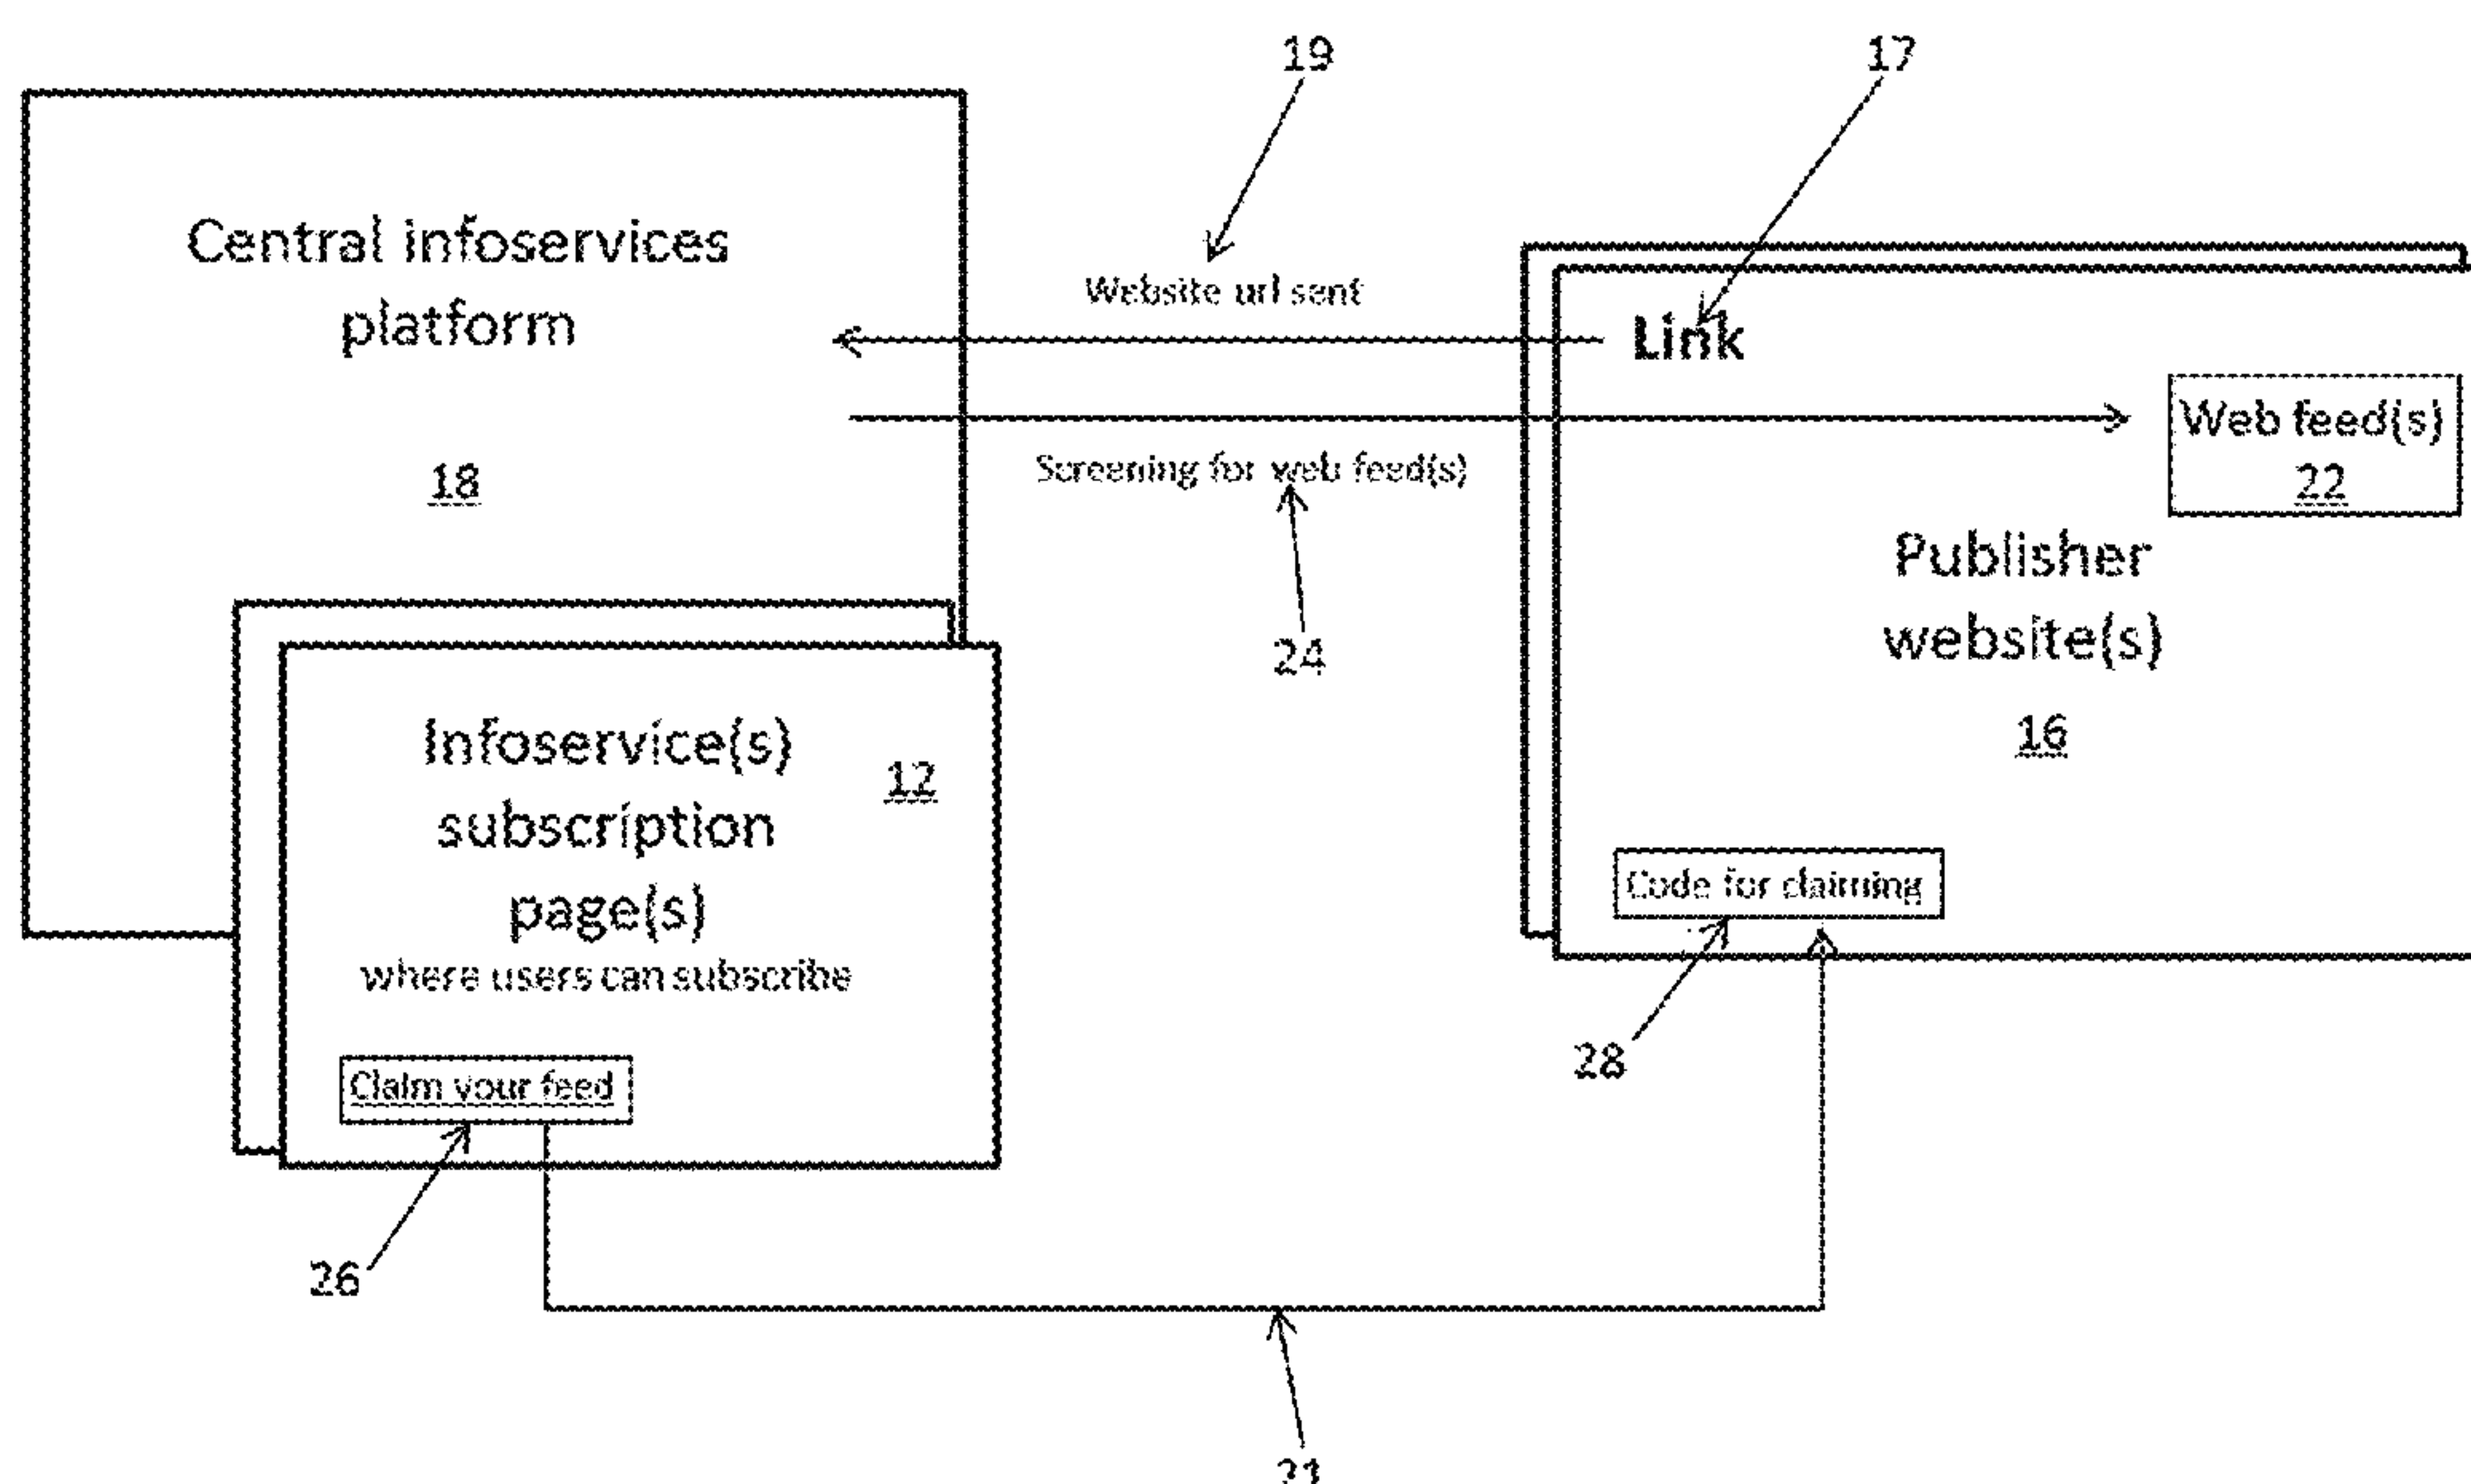 19
17
Central infoservices
platform
18
Website url sent
Link
Screening for web feed(s)
24
Web feed(s)
22
Publisher
website(s)
16
Infoservice(s)
12
subscription
page(s)
where users can subscribe
Claim your feed
26
Code for claiming
28